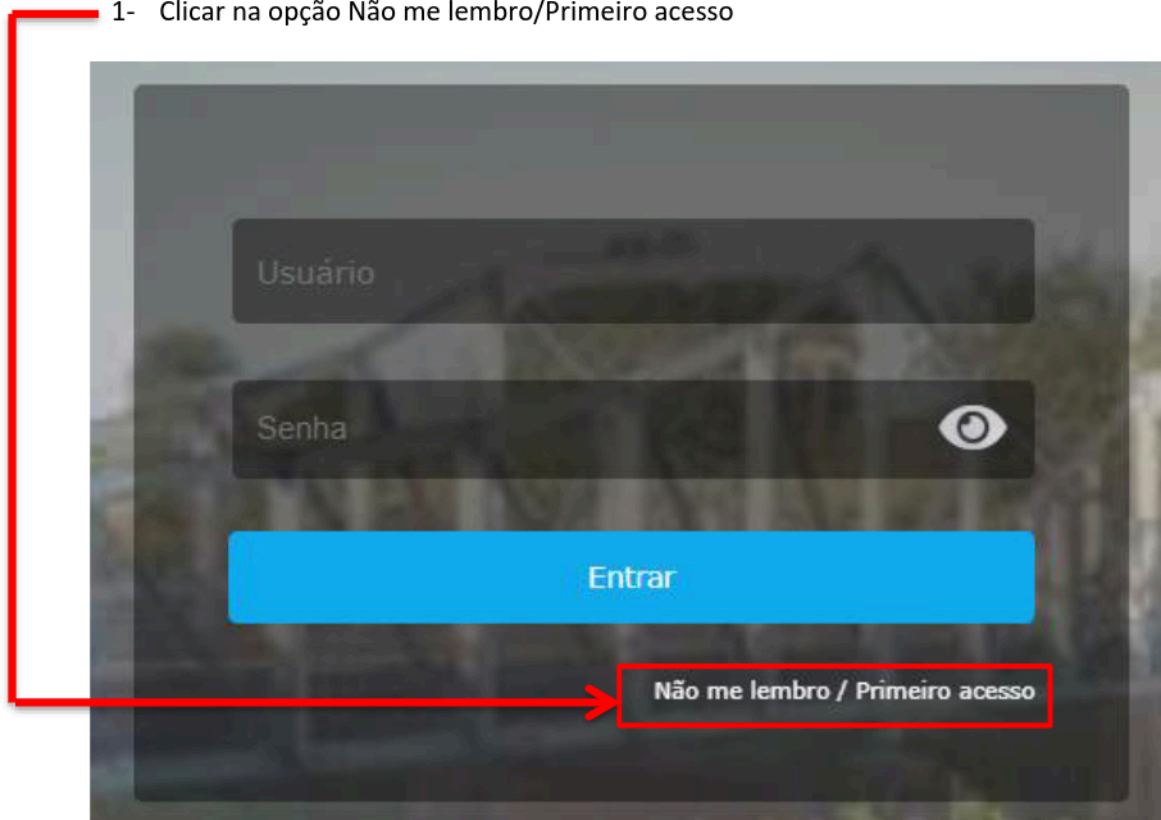 1- Clicar na opção Não me lembro/Primeiro acesso
Usuário
Senha
Entrar
Não me lembro / Primeiro acesso